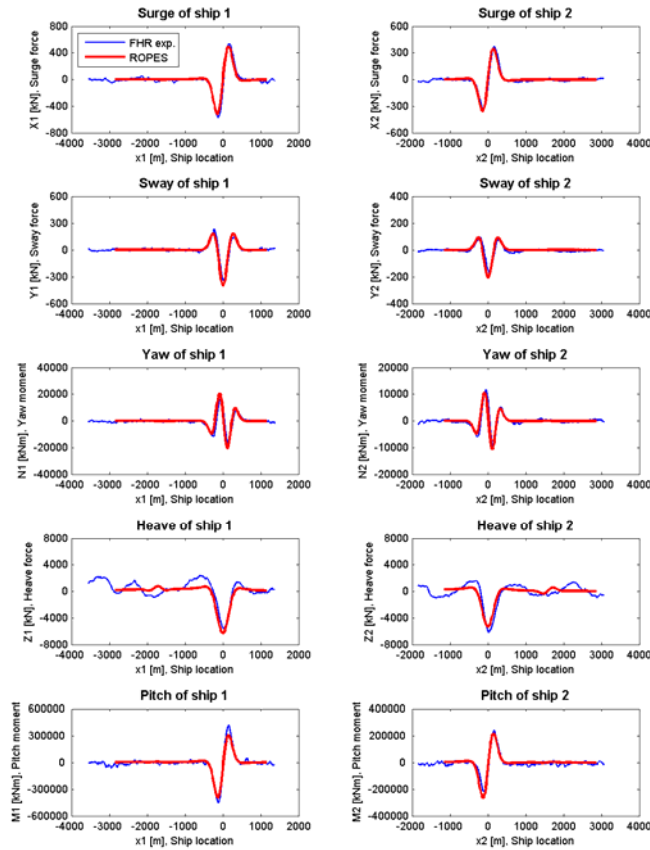 Surge of ship 1
800
400
0
-400
-800
X1 [kN], Surge force
FHR exp.
ROPES
-4000 -3000 -2000 -1000 0 1000 2000
x1 [m], Ship location
Surge of ship 2
600
300
0
-300
-600
X2 [kN], Surge force
-2000 -1000 0 1000 2000 3000 4000
x2 [m], Ship location
Sway of ship 1
600
300
0
-300
-600
Y1 [kN], Sway force
-4000 -3000 -2000 -1000 0 1000 2000
x1 [m], Ship location
Sway of ship 2
400
200
0
-200
-400
Y2 [kN], Sway force
-2000 -1000 0 1000 2000 3000 4000
x2 [m], Ship location
Yaw of ship 1
40000
20000
0
-20000
-40000
N1 [kNm], Yaw moment
-4000 -3000 -2000 -1000 0 1000 2000
x1 [m], Ship location
Yaw of ship 2
20000
10000
0
-10000
-20000
N2 [kNm], Yaw moment
-2000 -1000 0 1000 2000 3000 4000
x2 [m], Ship location
Heave of ship 1
8000
4000
0
-4000
-8000
Z1 [kN], Heave force
-4000 -3000 -2000 -1000 0 1000 2000
x1 [m], Ship location
Heave of ship 2
8000
4000
0
-4000
-8000
Z2 [kN], Heave force
-2000 -1000 0 1000 2000 3000 4000
x2 [m], Ship location
Pitch of ship 1
600000
300000
0
-300000
-600000
M1 [kNm], Pitch moment
-4000 -3000 -2000 -1000 0 1000 2000
x1 [m], Ship location
Pitch of ship 2
400000
200000
0
-200000
-400000
M2 [kNm], Pitch moment
-2000 -1000 0 1000 2000 3000 4000
x2 [m], Ship location